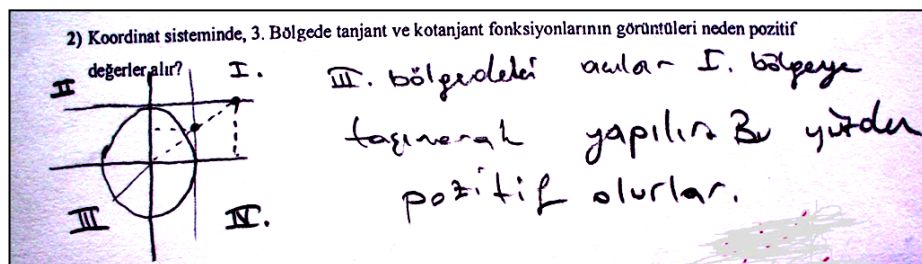 2) Koordinat sisteminde, 3. Bölgede tanjant ve kotanjant fonksiyonlarının görüntüleri neden pozitif
değerler alır?
I.
II
III
IV.
III. bölgedeki açılar I. bölgeye
taşınarak yapılır. Bu yüzden
pozitif olurlar.